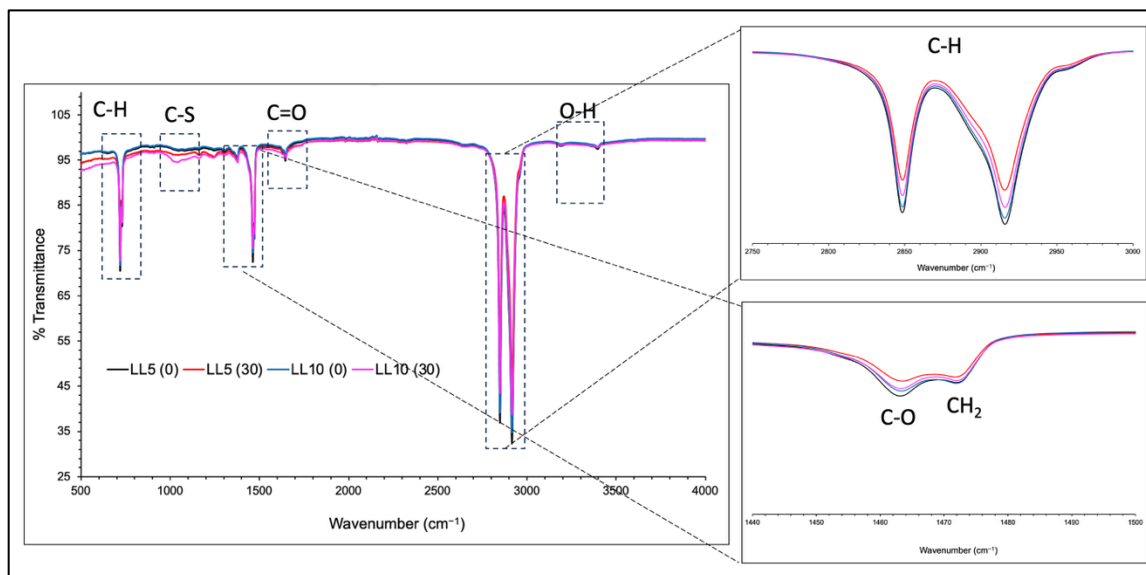 C-H
C-S
C=O
O-H
105
95
85
75
65
55
45
35
25
% Transmittance
LL5 (0) LL5 (30) LL10 (0) LL10 (30)
500 1000 1500 2000 2500 3000 3500 4000
Wavenumber (cm⁻¹)
C-H
2750 2800 2850 2900 2950 3000
Wavenumber (cm⁻¹)
C-O
CH₂
1440 1450 1460 1470 1480 1490 1500
Wavenumber (cm⁻¹)